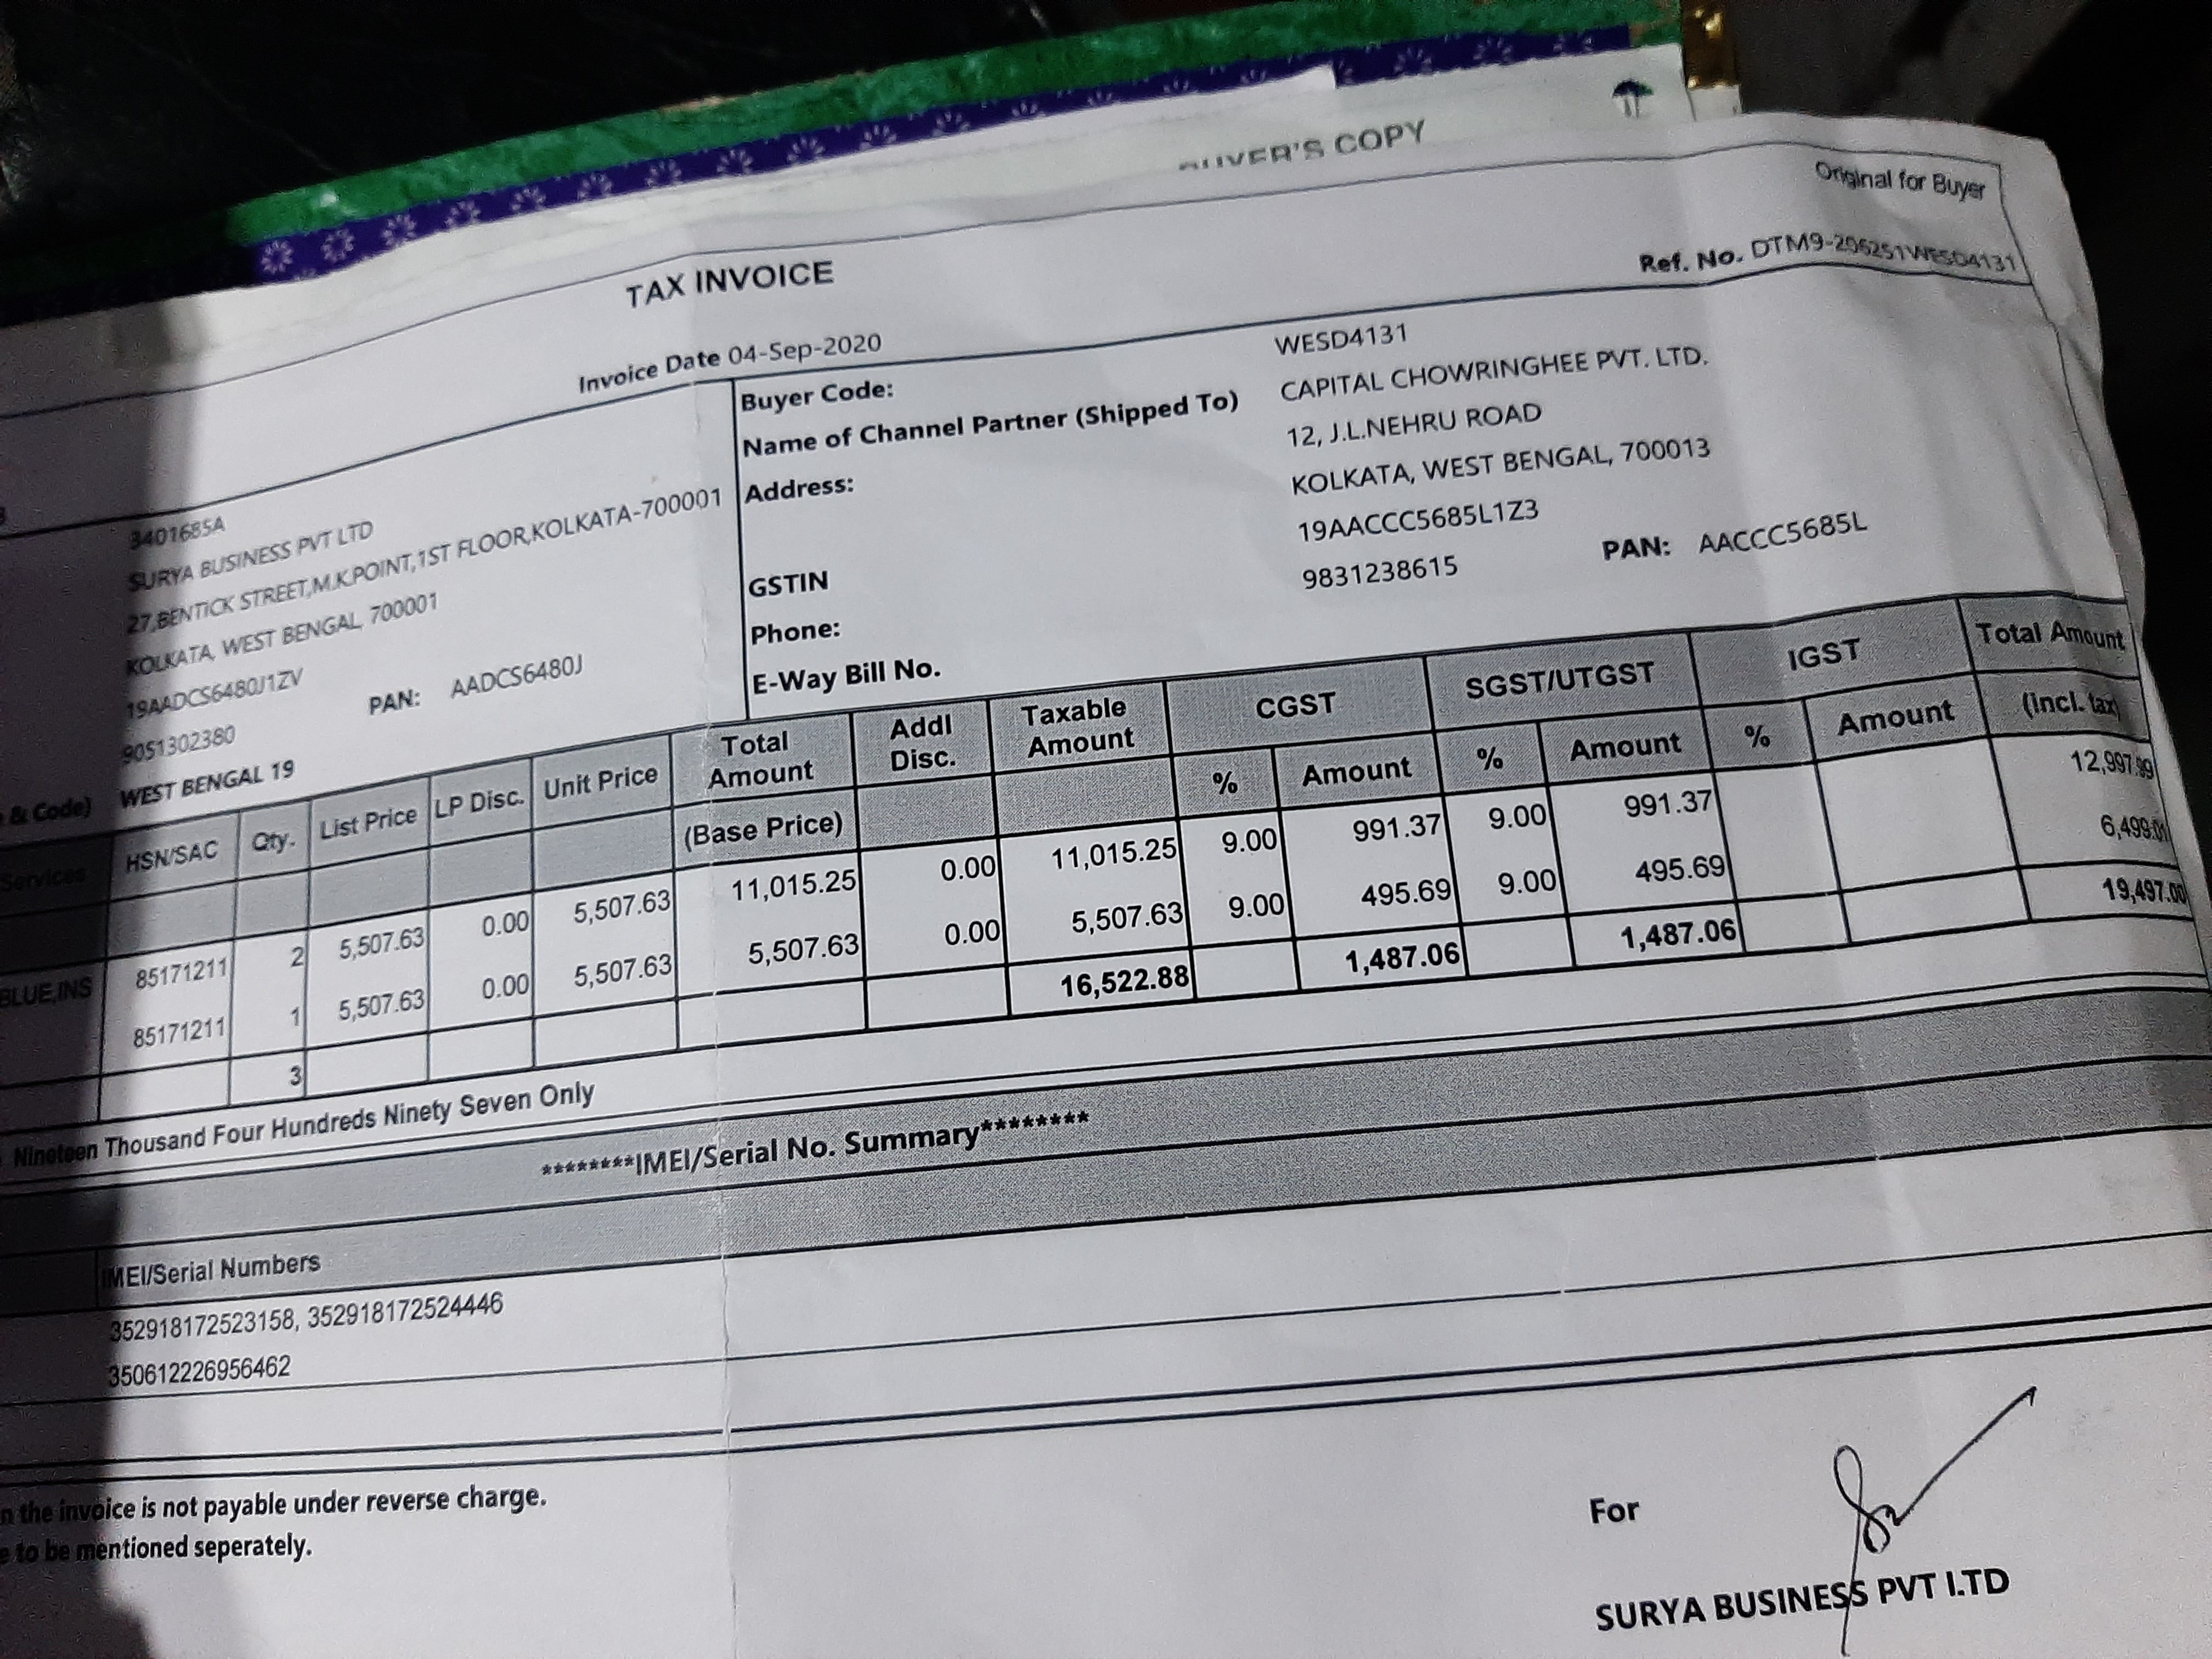 BUYER'S COPY
Original for Buyer
TAX INVOICE
Ref. No. DTM9-206251WESD4131
Invoice Date 04-Sep-2020
3401685A
SURYA BUSINESS PVT LTD
27,BENTICK STREET,M.K.POINT,1ST FLOOR,KOLKATA-700001
KOLKATA, WEST BENGAL, 700001
19AADCS6480J1ZV PAN: AADCS6480J
9051302380
& Code) WEST BENGAL 19
Buyer Code: WESD4131
Name of Channel Partner (Shipped To) CAPITAL CHOWRINGHEE PVT. LTD.
Address: 12, J.L.NEHRU ROAD
KOLKATA, WEST BENGAL, 700013
GSTIN 19AACCC5685L1Z3 PAN: AACCC5685L
Phone: 9831238615
E-Way Bill No.
Services HSN/SAC Qty. List Price LP Disc. Unit Price Total Amount Addl Disc. Taxable Amount CGST SGST/UTGST IGST Total Amount
(Base Price) % Amount % Amount % Amount (incl. tax)
85171211 2 5,507.63 0.00 5,507.63 11,015.25 0.00 11,015.25 9.00 991.37 9.00 991.37 12,997.99
BLUE,INS 85171211 1 5,507.63 0.00 5,507.63 5,507.63 0.00 5,507.63 9.00 495.69 9.00 495.69 6,499.01
3 16,522.88 1,487.06 1,487.06 19,497.00
Nineteen Thousand Four Hundreds Ninety Seven Only
********IMEI/Serial No. Summary********
IMEI/Serial Numbers
352918172523158, 352918172524446
350612226956462
n the invoice is not payable under reverse charge.
e to be mentioned seperately.
For
SURYA BUSINESS PVT LTD